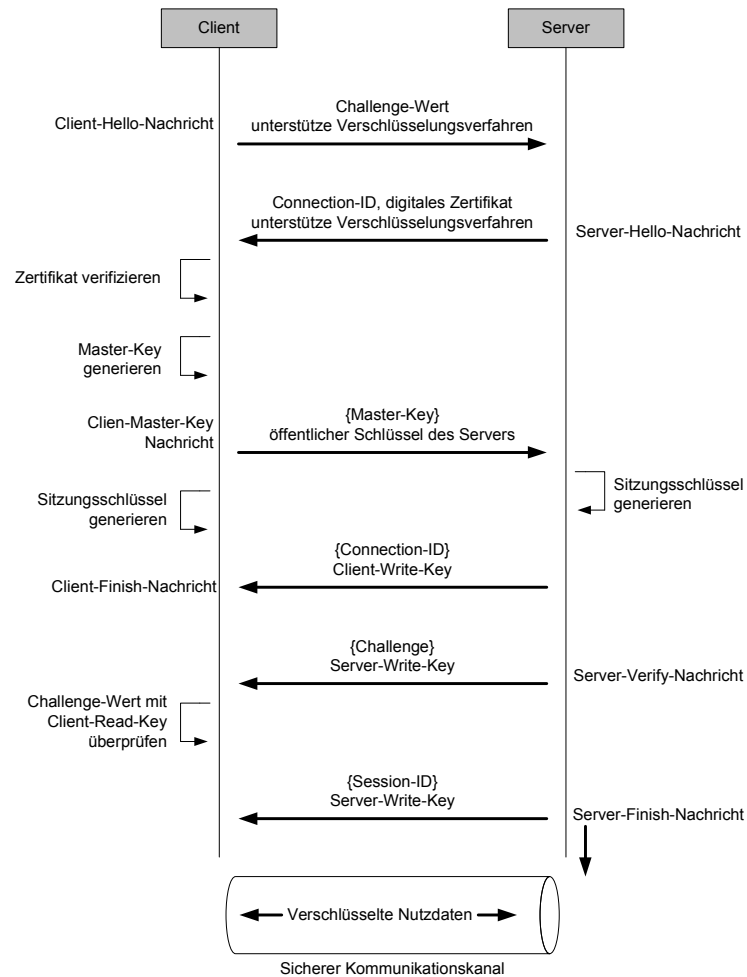 Client
Server
Client-Hello-Nachricht
Challenge-Wert
unterstütze Verschlüsselungsverfahren
Connection-ID, digitales Zertifikat
unterstütze Verschlüsselungsverfahren
Server-Hello-Nachricht
Zertifikat verifizieren
Master-Key
generieren
Clien-Master-Key
Nachricht
{Master-Key}
öffentlicher Schlüssel des Servers
Sitzungsschlüssel
generieren
Sitzungsschlüssel
generieren
{Connection-ID}
Client-Write-Key
Client-Finish-Nachricht
{Challenge}
Server-Write-Key
Server-Verify-Nachricht
Challenge-Wert mit
Client-Read-Key
überprüfen
{Session-ID}
Server-Write-Key
Server-Finish-Nachricht
Verschlüsselte Nutzdaten
Sicherer Kommunikationskanal